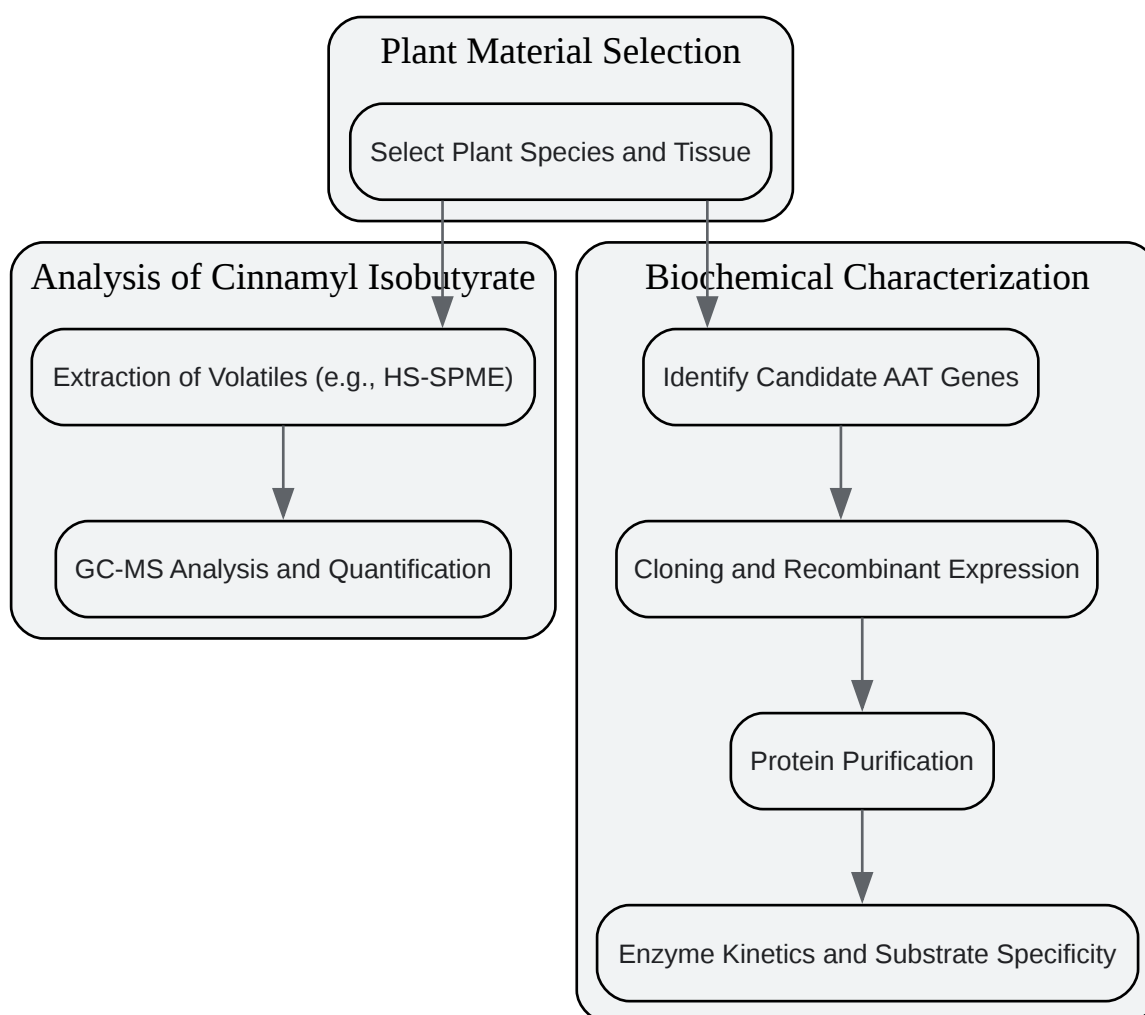 Plant Material Selection
Select Plant Species and Tissue
Analysis of Cinnamyl Isobutyrate
Extraction of Volatiles (e.g., HS-SPME)
GC-MS Analysis and Quantification
Biochemical Characterization
Identify Candidate AAT Genes
Cloning and Recombinant Expression
Protein Purification
Enzyme Kinetics and Substrate Specificity